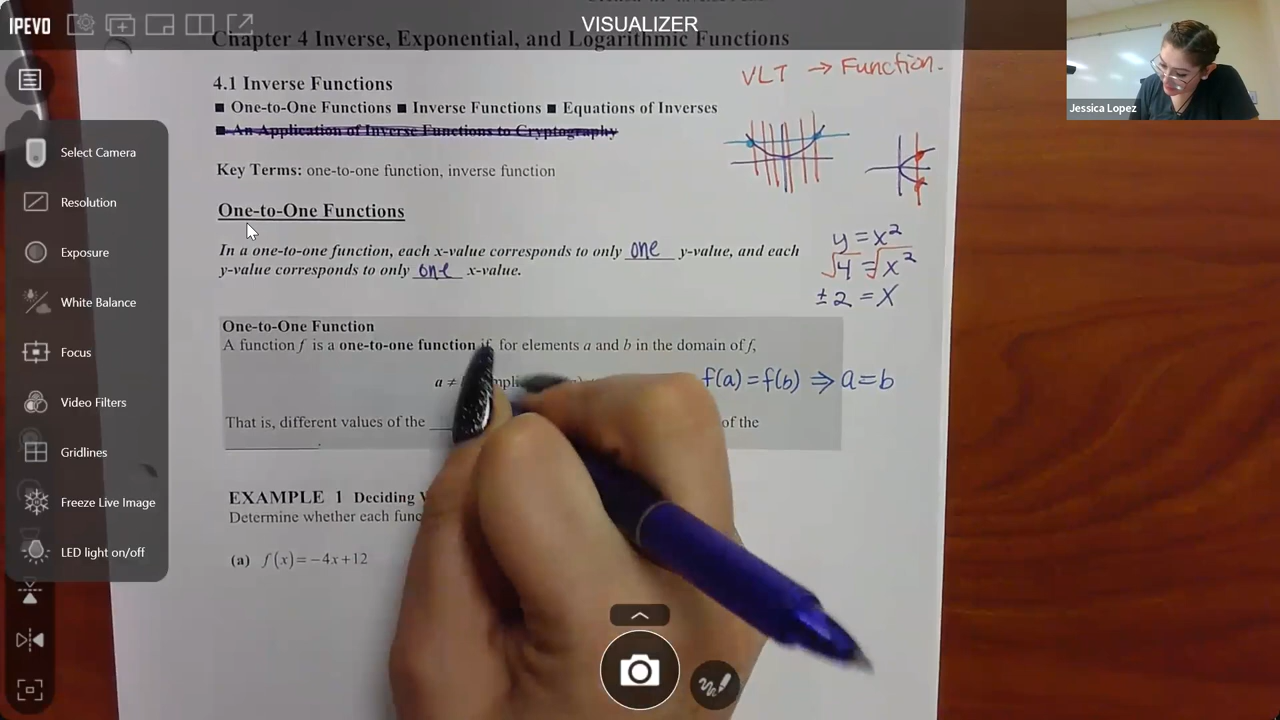 IPEVO
VISUALIZER
Jessica Lopez
Select Camera
Resolution
Exposure
White Balance
Focus
Video Filters
Gridlines
Freeze Live Image
LED light on/off
Chapter 4 Inverse, Exponential, and Logarithmic Functions
4.1 Inverse Functions
■ One-to-One Functions ■ Inverse Functions ■ Equations of Inverses
■ An Application of Inverse Functions to Cryptography
Key Terms: one-to-one function, inverse function
VLT → Function.
One-to-One Functions
In a one-to-one function, each x-value corresponds to only one y-value, and each
y-value corresponds to only one x-value.
y = x²
√4 = √x²
±2 = x
One-to-One Function
A function f is a one-to-one function if, for elements a and b in the domain of f,
a ≠
f(a) = f(b) ⇒ a = b
That is, different values of the
of the
EXAMPLE 1 Deciding
Determine whether each
(a) f(x) = −4x+12